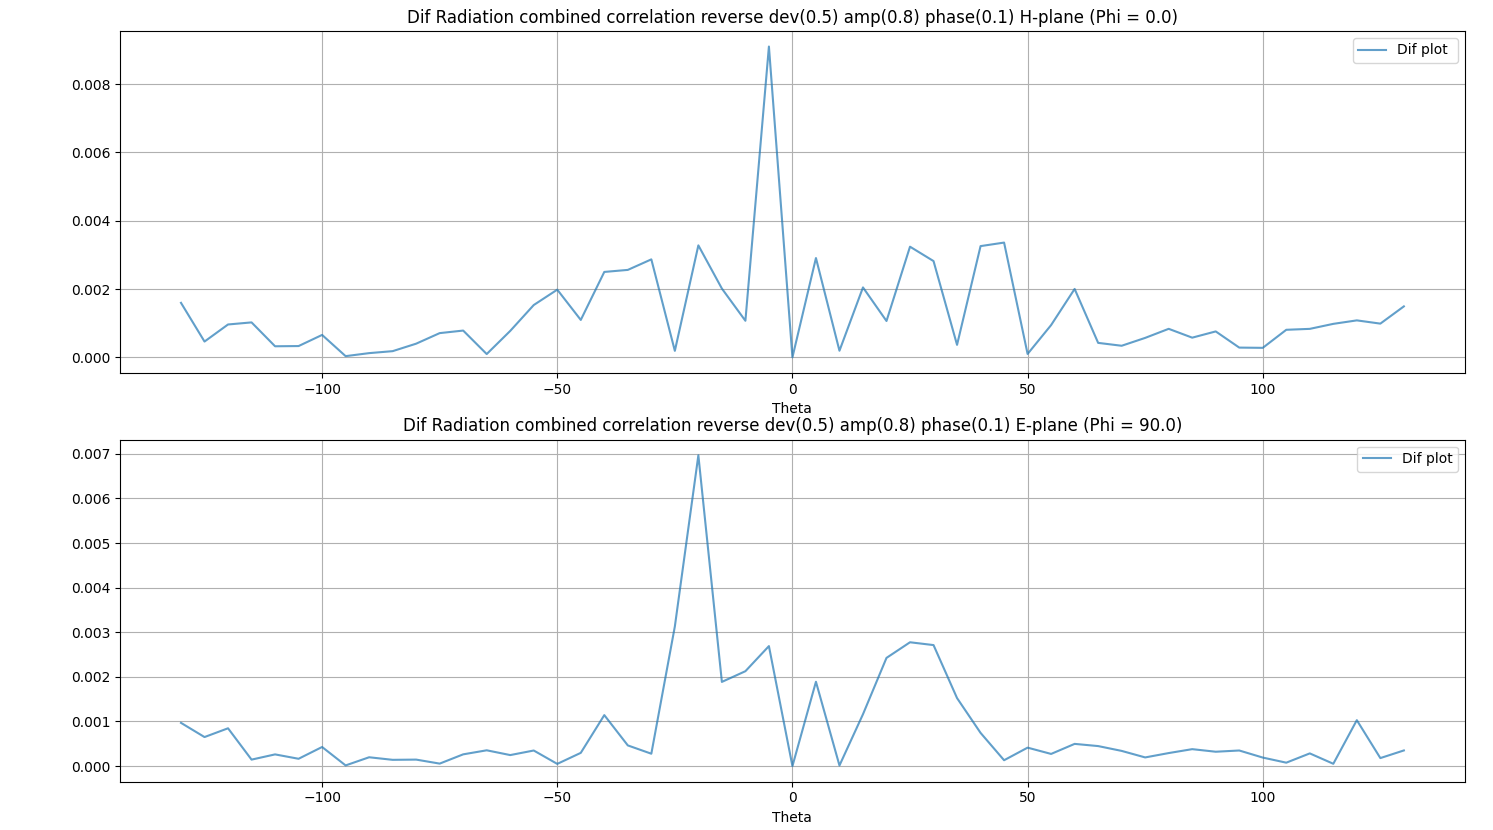 Dif Radiation combined correlation reverse dev(0.5) amp(0.8) phase(0.1) H-plane (Phi = 0.0)
Dif plot
0.008
0.006
0.004
0.002
0.000
−100 −50 0 50 100
Theta
Dif Radiation combined correlation reverse dev(0.5) amp(0.8) phase(0.1) E-plane (Phi = 90.0)
Dif plot
0.007
0.006
0.005
0.004
0.003
0.002
0.001
0.000
−100 −50 0 50 100
Theta